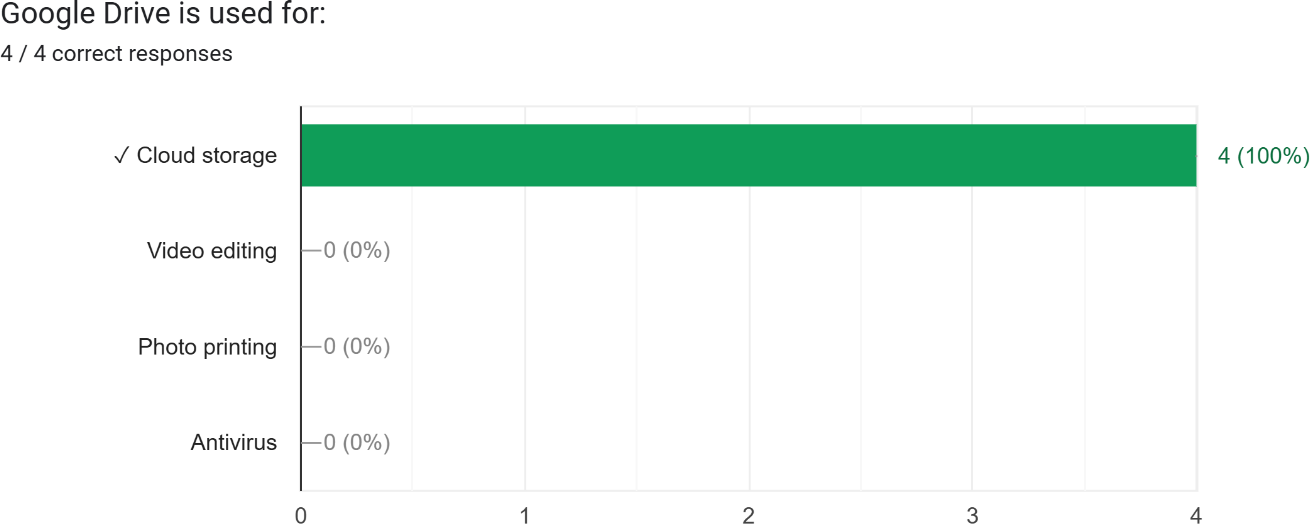 Google Drive is used for:
4 / 4 correct responses
✓ Cloud storage 4 (100%)
Video editing 0 (0%)
Photo printing 0 (0%)
Antivirus 0 (0%)
0 1 2 3 4